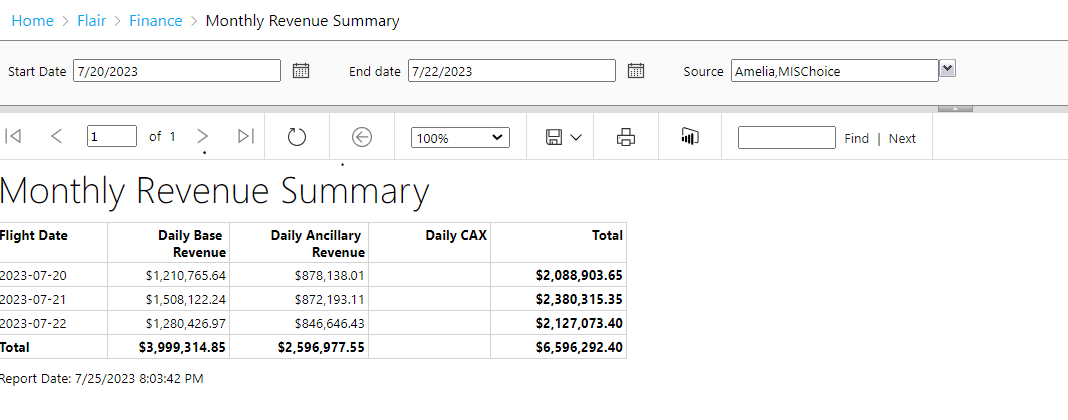 Home > Flair > Finance > Monthly Revenue Summary
Start Date 7/20/2023 End date 7/22/2023 Source Amelia,MISChoice
1 of 1 100% Find | Next
Monthly Revenue Summary
Flight Date Daily Base Revenue Daily Ancillary Revenue Daily CAX Total
2023-07-20 $1,210,765.64 $878,138.01 $2,088,903.65
2023-07-21 $1,508,122.24 $872,193.11 $2,380,315.35
2023-07-22 $1,280,426.97 $846,646.43 $2,127,073.40
Total $3,999,314.85 $2,596,977.55 $6,596,292.40
Report Date: 7/25/2023 8:03:42 PM